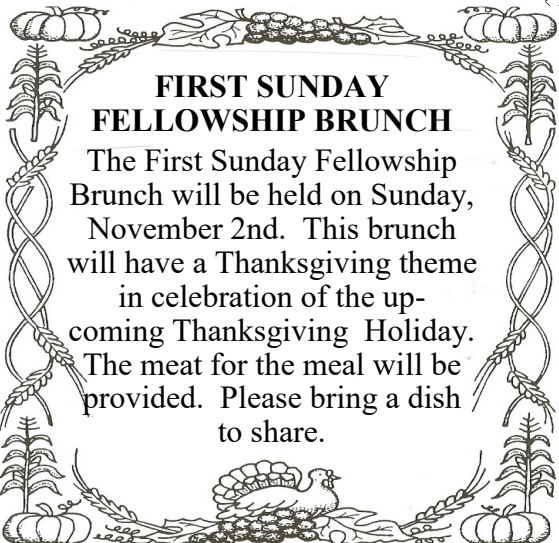 FIRST SUNDAY
FELLOWSHIP BRUNCH
The First Sunday Fellowship
Brunch will be held on Sunday,
November 2nd.  This brunch
will have a Thanksgiving theme
in celebration of the up-
coming Thanksgiving  Holiday.
The meat for the meal will be
provided.  Please bring a dish
to share.